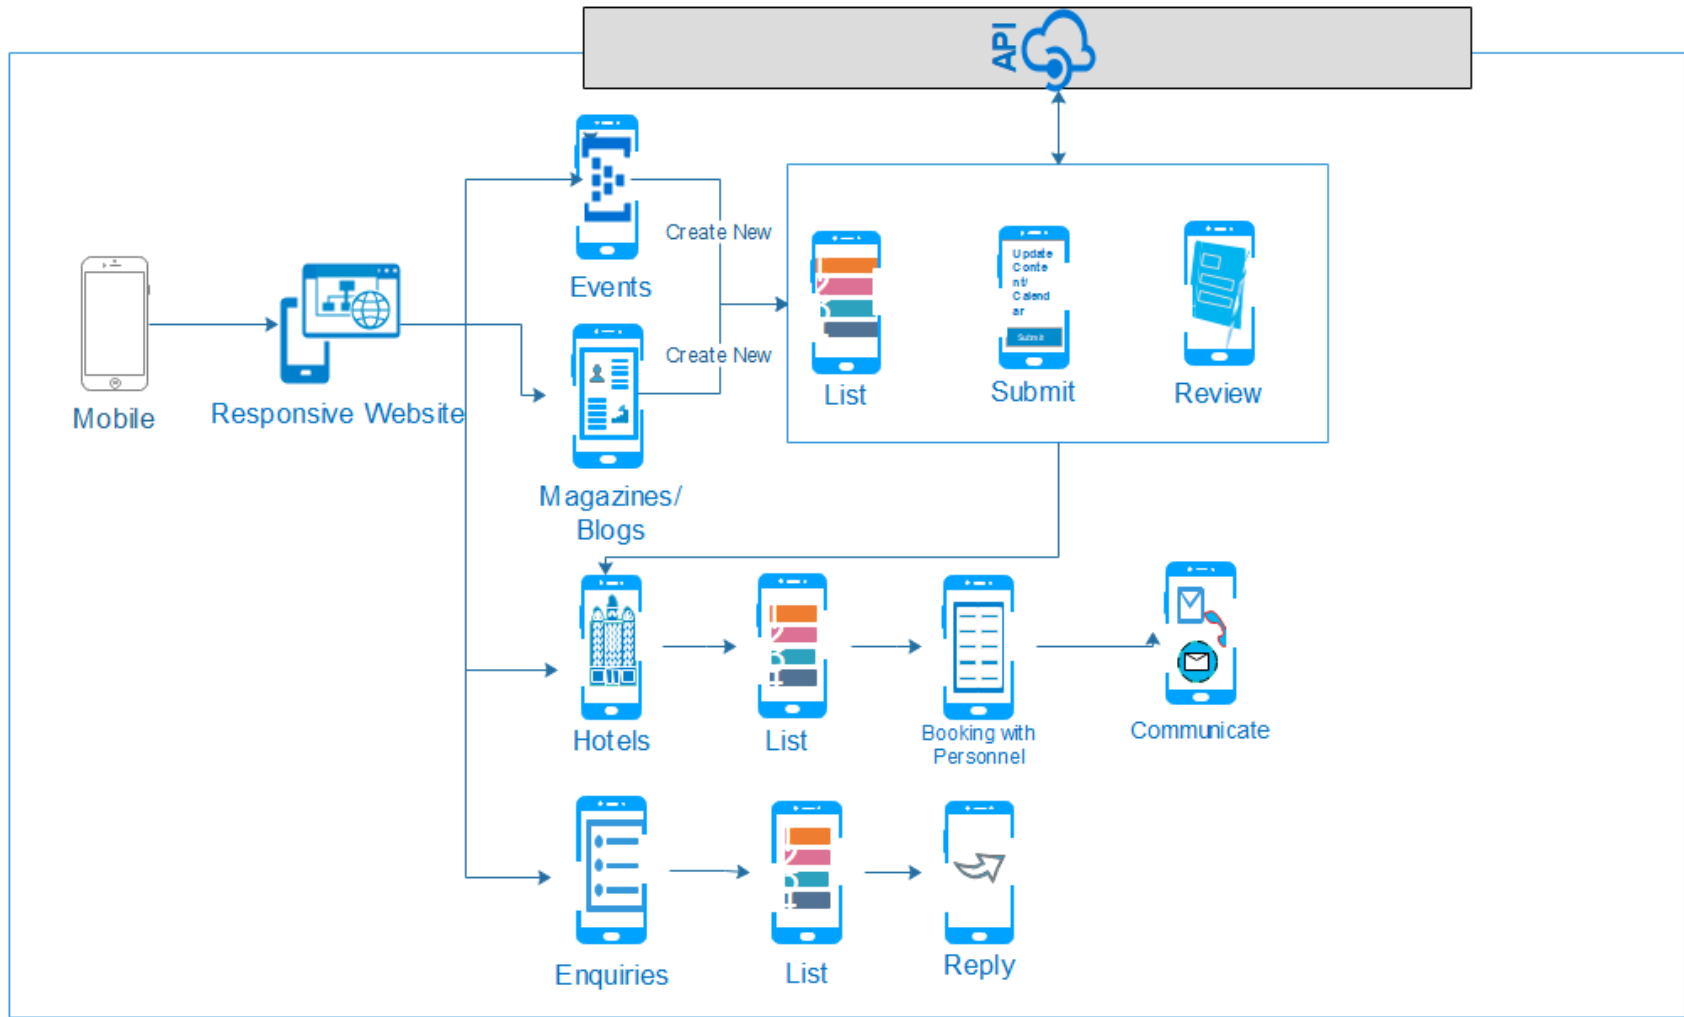 API
Events
Create New
Update
Conte
nt/
Calend
ar
Submit
List
Submit
Review
Create New
Mobile
Responsive Website
Magazines/
Blogs
Hotels
List
Booking with
Personnel
Communicate
Enquiries
List
Reply